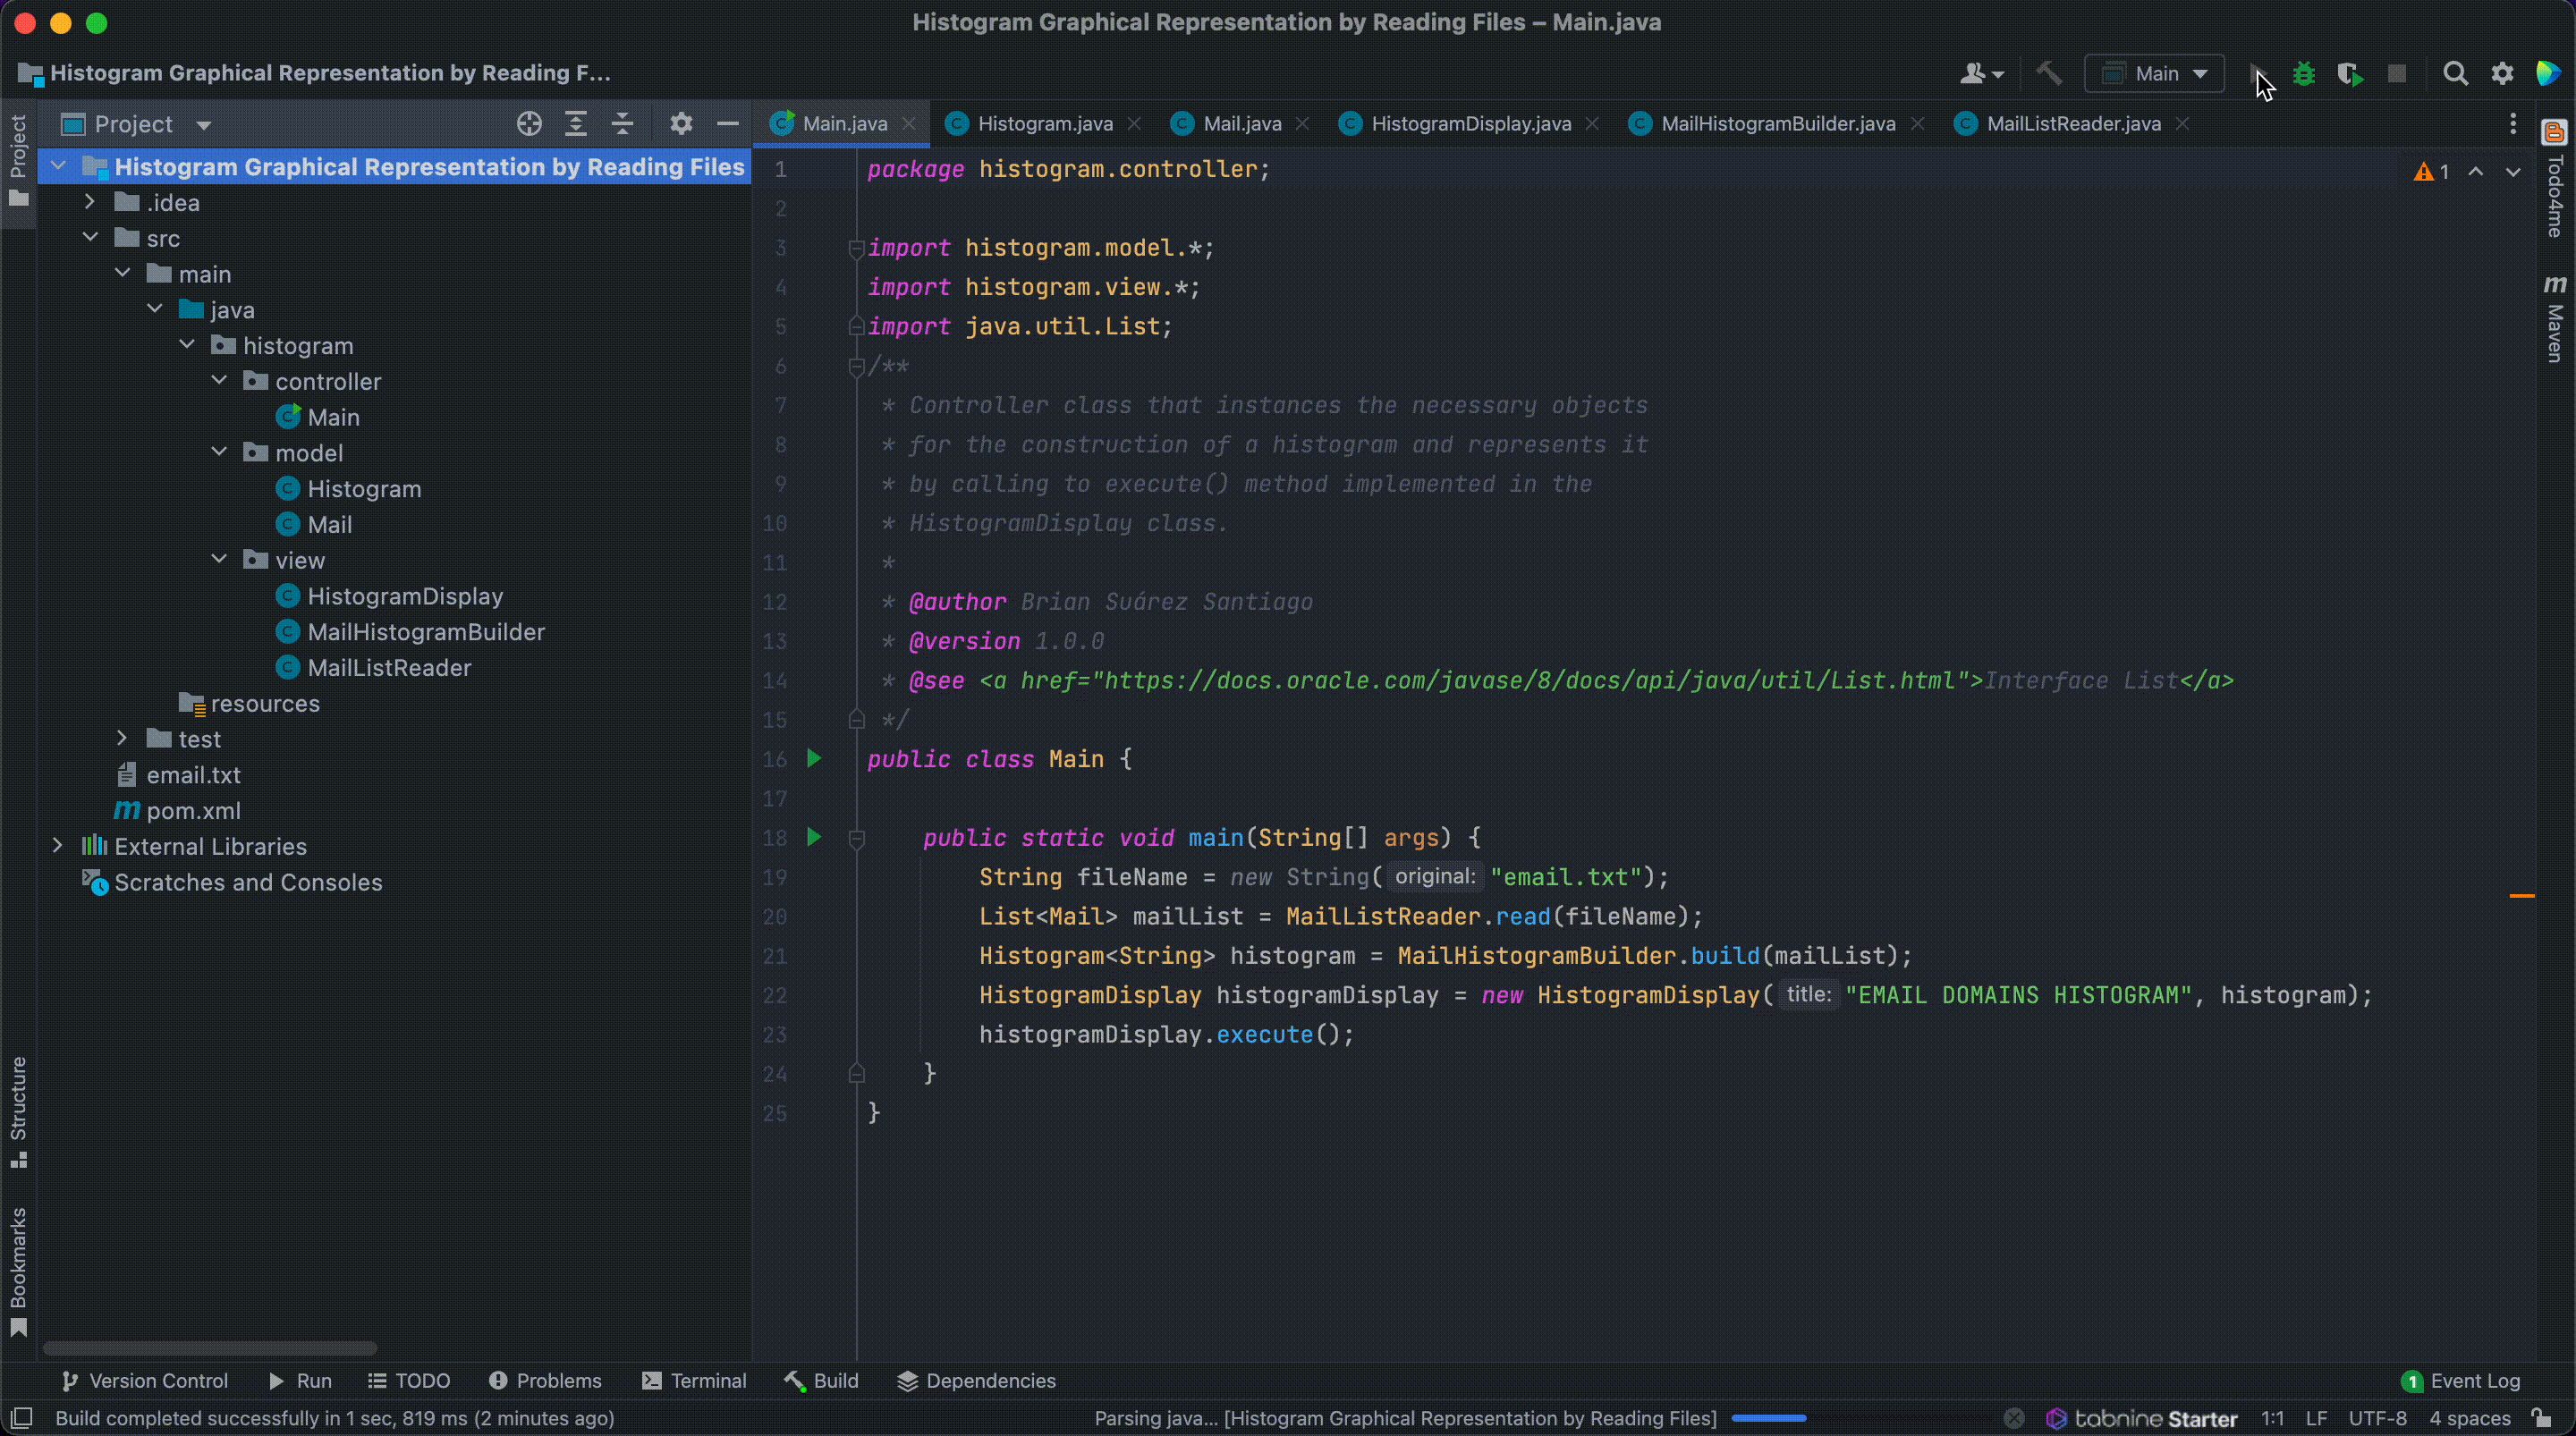 Histogram Graphical Representation by Reading Files – Main.java
Histogram Graphical Representation by Reading F...
Main
Project
Project
Main.java
Histogram.java
Mail.java
HistogramDisplay.java
MailHistogramBuilder.java
MailListReader.java
Histogram Graphical Representation by Reading Files
.idea
src
main
java
histogram
controller
Main
model
Histogram
Mail
view
HistogramDisplay
MailHistogramBuilder
MailListReader
resources
test
email.txt
pom.xml
External Libraries
Scratches and Consoles
Structure
Bookmarks
1 package histogram.controller;
2
3 import histogram.model.*;
4 import histogram.view.*;
5 import java.util.List;
6 /**
7 * Controller class that instances the necessary objects
8 * for the construction of a histogram and represents it
9 * by calling to execute() method implemented in the
10 * HistogramDisplay class.
11 *
12 * @author Brian Suárez Santiago
13 * @version 1.0.0
14 * @see <a href="https://docs.oracle.com/javase/8/docs/api/java/util/List.html">Interface List</a>
15 */
16 public class Main {
17
18 public static void main(String[] args) {
19 String fileName = new String( original: "email.txt");
20 List<Mail> mailList = MailListReader.read(fileName);
21 Histogram<String> histogram = MailHistogramBuilder.build(mailList);
22 HistogramDisplay histogramDisplay = new HistogramDisplay( title: "EMAIL DOMAINS HISTOGRAM", histogram);
23 histogramDisplay.execute();
24 }
25 }
1
Todo4me
m Maven
Version Control
Run
TODO
Problems
Terminal
Build
Dependencies
1 Event Log
Build completed successfully in 1 sec, 819 ms (2 minutes ago)
Parsing java... [Histogram Graphical Representation by Reading Files]
tabnine Starter
1:1
LF
UTF-8
4 spaces